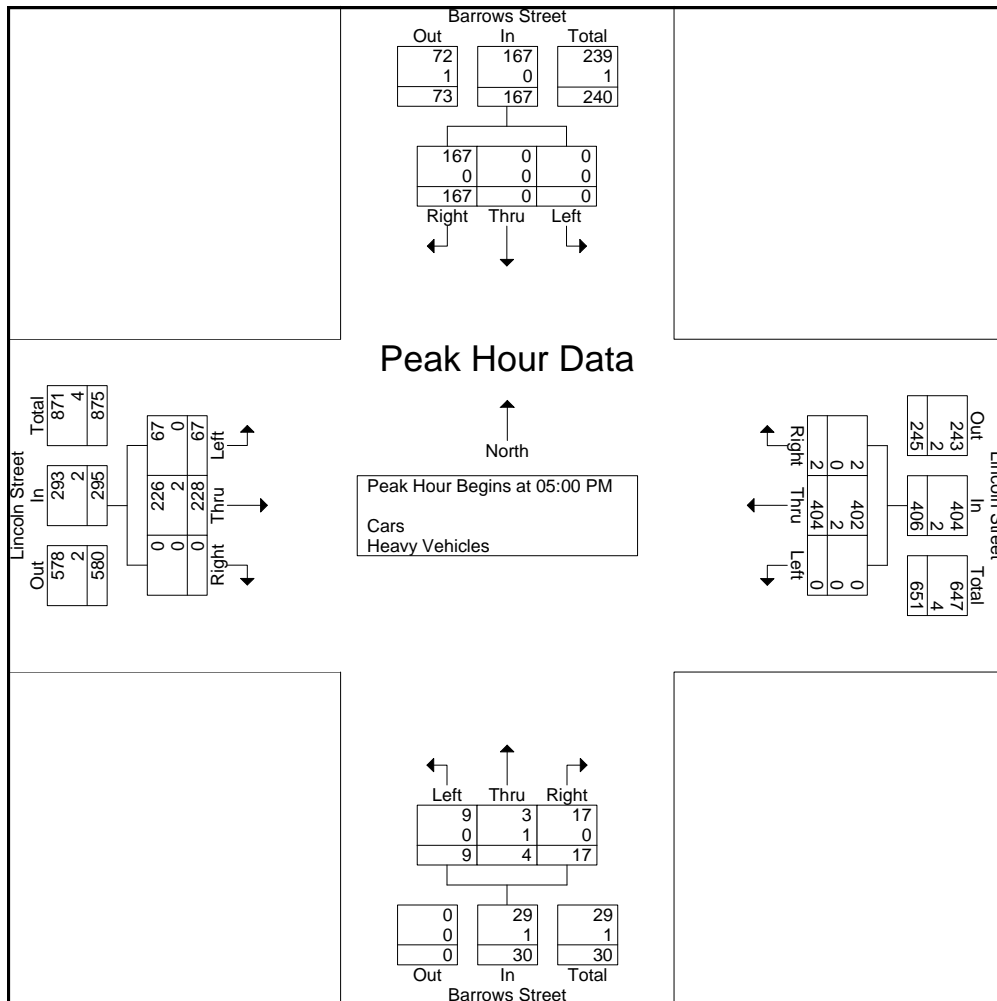 Barrows Street
Out In Total
72 167 239
1 0 1
73 167 240
167 0 0
0 0 0
167 0 0
Right Thru Left
Peak Hour Data
North
Peak Hour Begins at 05:00 PM
Cars
Heavy Vehicles
Lincoln Street
Out In Total
578 293 871
2 2 4
580 295 875
Left Thru Right
67 226 0
0 2 0
67 228 0
Lincoln Street
Out In Total
243 404 647
2 2 4
245 406 651
Right Thru Left
2 402 0
0 2 0
2 404 0
Left Thru Right
9 3 17
0 1 0
9 4 17
0 29 29
0 1 1
0 30 30
Out In Total
Barrows Street